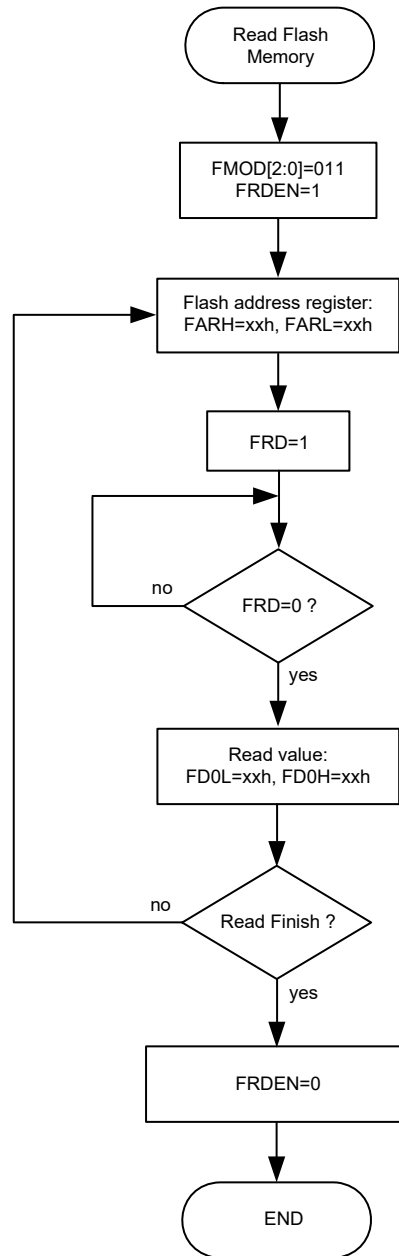 Read Flash
Memory
FMOD[2:0]=011
FRDEN=1
Flash address register:
FARH=xxh, FARL=xxh
FRD=1
no
FRD=0 ?
yes
Read value:
FD0L=xxh, FD0H=xxh
no
Read Finish ?
yes
FRDEN=0
END